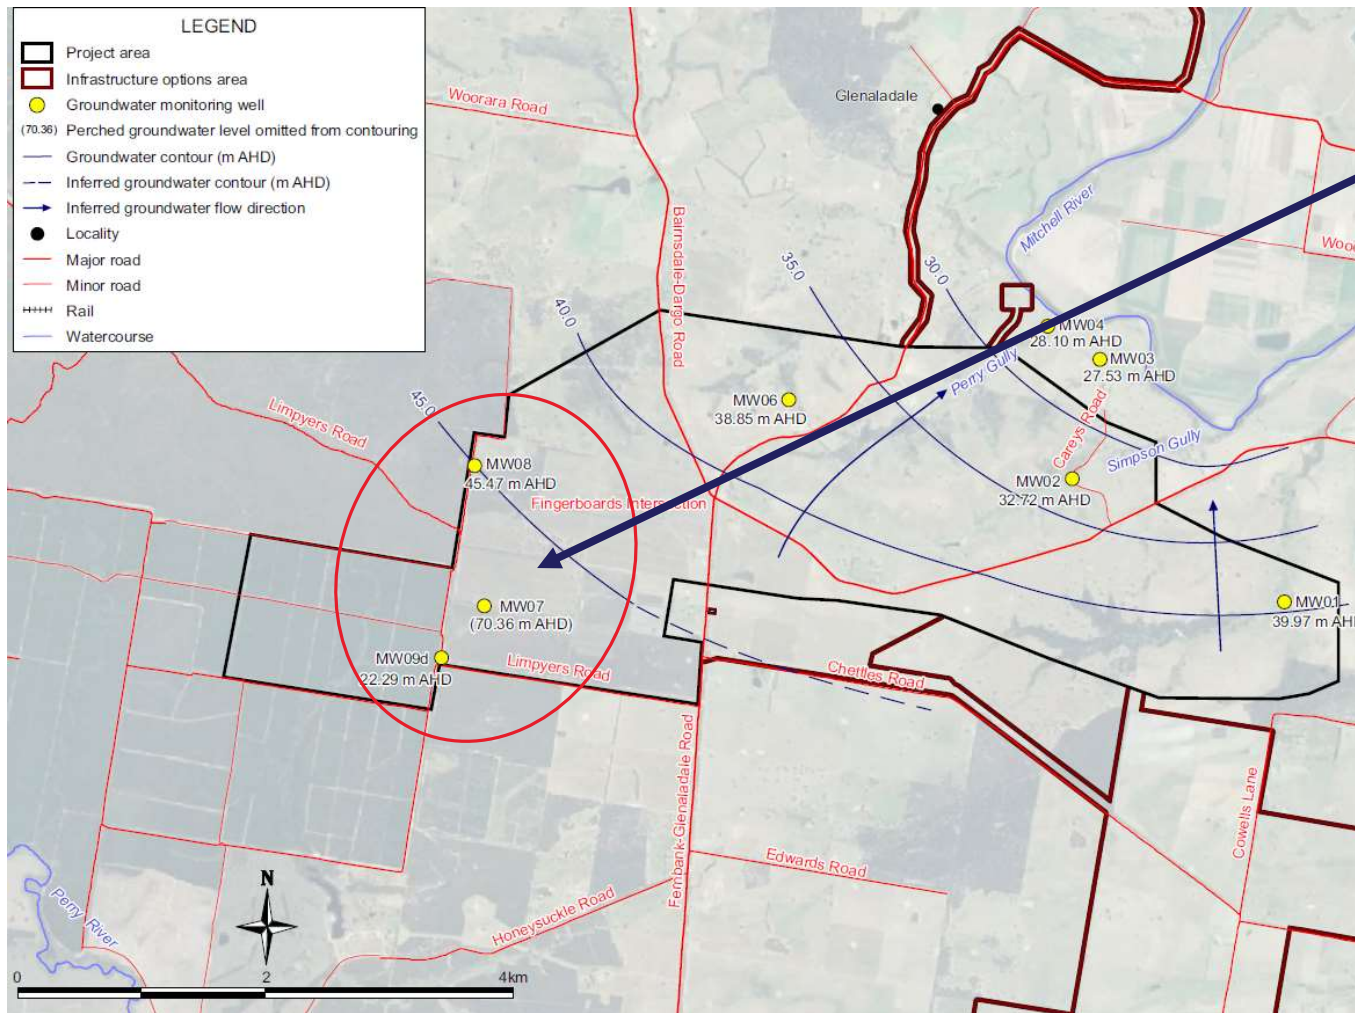 LEGEND
Project area
Infrastructure options area
Groundwater monitoring well
(70.36) Perched groundwater level omitted from contouring
Groundwater contour (m AHD)
Inferred groundwater contour (m AHD)
Inferred groundwater flow direction
Locality
Major road
Minor road
Rail
Watercourse
Woorara Road
Glenaladale
Mitchell River
Bairnsdale-Dargo Road
35.0
30.0
40.0
45.0
MW04
28.10 m AHD
MW03
27.53 m AHD
Perry Gully
MW06
38.85 m AHD
Limpyers Road
Careys Road
Simpson Gully
MW08
45.47 m AHD
MW02
32.72 m AHD
Fingerboards Intersection
MW07
(70.36 m AHD)
MW01
39.97 m AH
MW09d
22.29 m AHD
Limpyers Road
Chettles Road
Fernbank-Glenaladale Road
Cowells Lane
Edwards Road
Honeysuckle Road
Perry River
N
0 2 4km